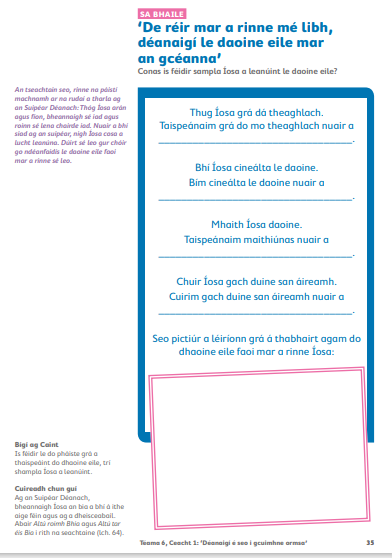 SA BHAILE
‘De réir mar a rinne mé libh,
déanaigí le daoine eile mar
an gcéanna’
Conas is féidir sampla Íosa a leanúint le daoine eile?
An tseachtain seo, rinne na páistí
machnamh ar na rudaí a tharla ag
an Suipéar Déanach: Thóg Íosa arán
agus fíon, bheannaigh sé iad agus
roinn sé lena chairde iad. Nuair a bhí
siad ag an suipéar, nigh Íosa cosa a
lucht leanúna. Dúirt sé leo gur chóir
go ndéanfaidís le daoine eile faoi
mar a rinne sé leo.
Thug Íosa grá dá theaghlach.
Taispeánaim grá do mo theaghlach nuair a
____________________________________.
Bhí Íosa cineálta le daoine.
Bím cineálta le daoine nuair a
____________________________________.
Mhaith Íosa daoine.
Taispeánaim maithiúnas nuair a
____________________________________.
Chuir Íosa gach duine san áireamh.
Cuirim gach duine san áireamh nuair a
____________________________________.
Seo pictiúr a léiríonn grá á thabhairt agam do
dhaoine eile faoi mar a rinne Íosa:
Bígí ag Caint
Is féidir le do pháiste grá a
thaispeáint do dhaoine eile, trí
shampla Íosa a leanúint.
Cuireadh chun guí
Ag an Suipéar Déanach,
bheannaigh Íosa an bia a bhí á ithe
aige féin agus ag a dheisceabail.
Abair Altú roimh Bhia agus Altú tar
éis Bia i rith na seachtaine (lch. 64).
Téama 6, Ceacht 1: ‘Déanaigí é seo i gcuimhne ormsa’
35